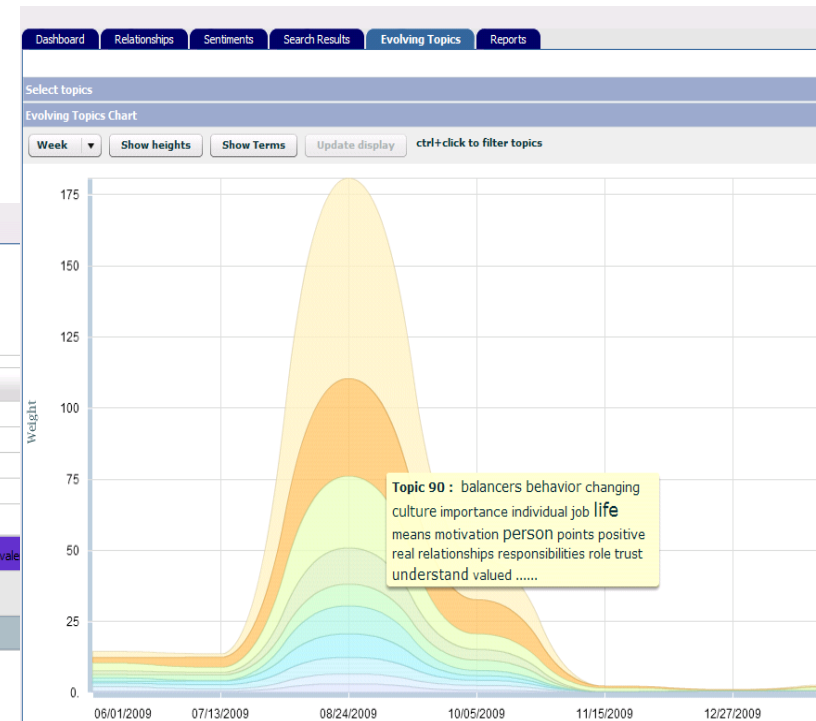 Dashboard Relationships Sentiments Search Results Evolving Topics Reports
Select topics
Evolving Topics Chart
Week Show heights Show Terms Update display ctrl+click to filter topics
175
150
125
100
Weight
75
Topic 90 : balancers behavior changing
culture importance individual job life
means motivation person points positive
real relationships responsibilities role trust
understand valued ......
50
vale
25
0.
06/01/2009 07/13/2009 08/24/2009 10/05/2009 11/15/2009 12/27/2009